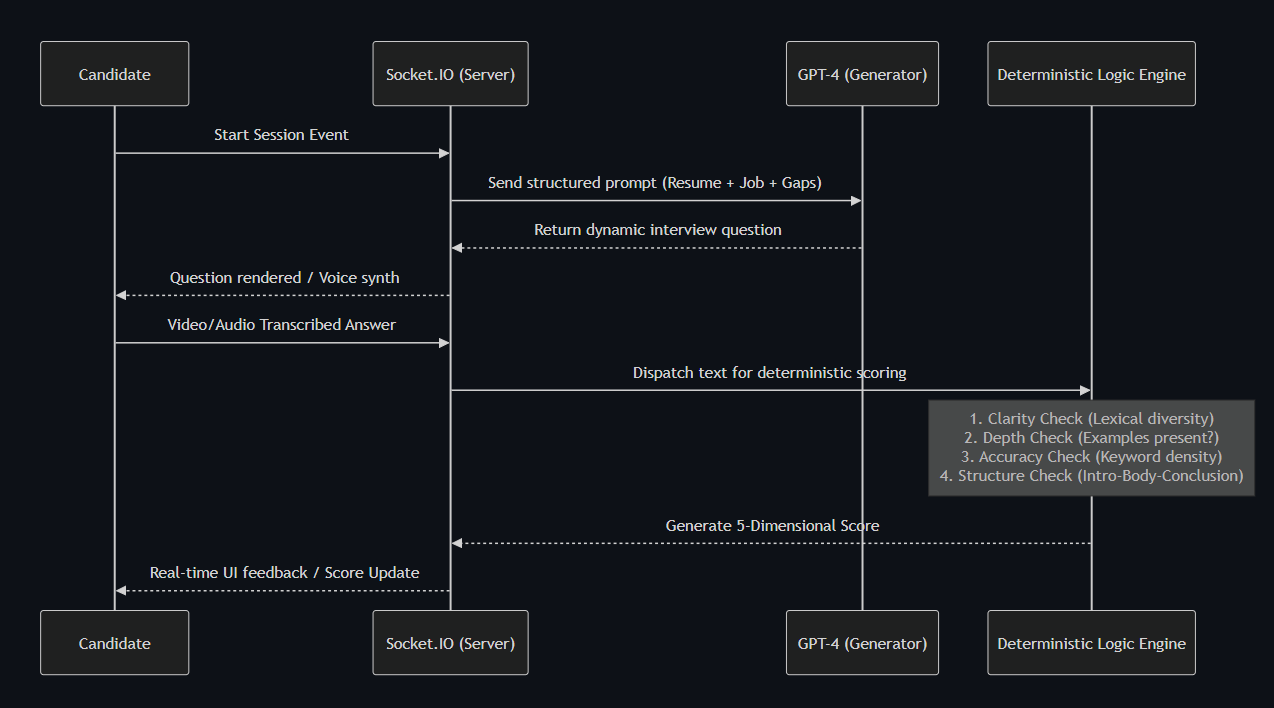 Candidate
Socket.IO (Server)
GPT-4 (Generator)
Deterministic Logic Engine
Start Session Event
Send structured prompt (Resume + Job + Gaps)
Return dynamic interview question
Question rendered / Voice synth
Video/Audio Transcribed Answer
Dispatch text for deterministic scoring
1. Clarity Check (Lexical diversity)
2. Depth Check (Examples present?)
3. Accuracy Check (Keyword density)
4. Structure Check (Intro-Body-Conclusion)
Generate 5-Dimensional Score
Real-time UI feedback / Score Update
Candidate
Socket.IO (Server)
GPT-4 (Generator)
Deterministic Logic Engine